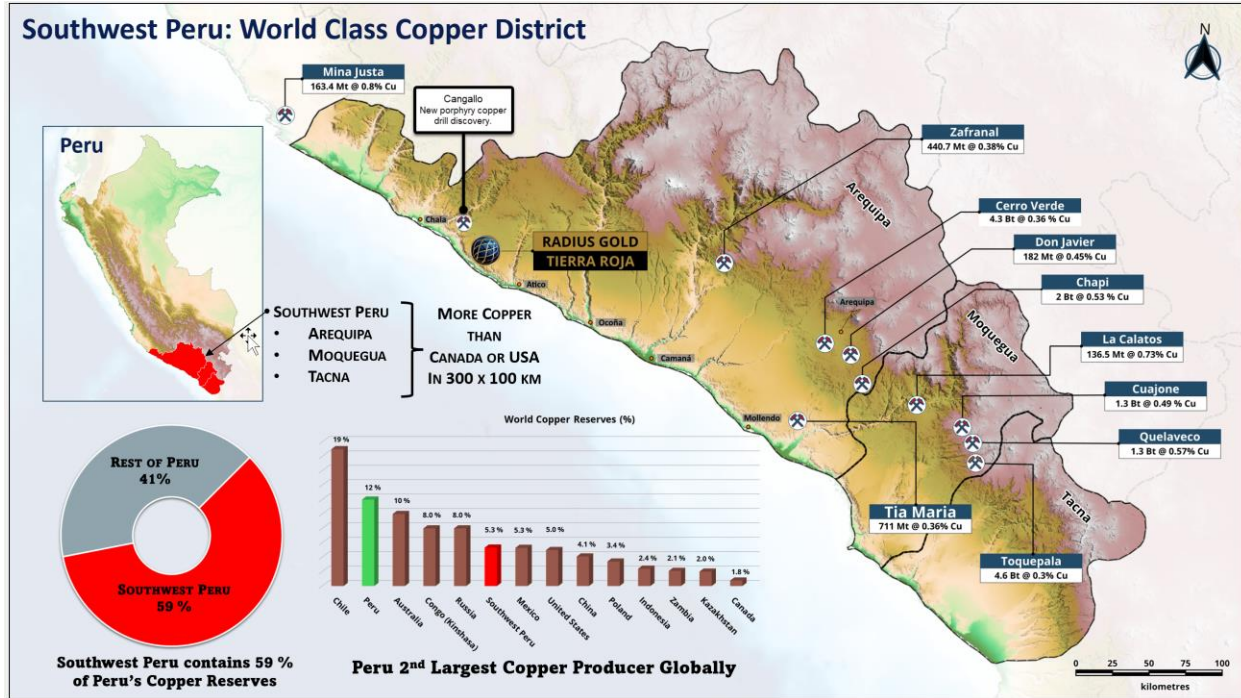 Southwest Peru: World Class Copper District
N
Mina Justa
163.4 Mt @ 0.8% Cu
Cangallo
New porphyry copper
drill discovery.
Zafranal
440.7 Mt @ 0.38% Cu
Peru
Arequipa
Cerro Verde
4.3 Bt @ 0.36 % Cu
Chala
Don Javier
182 Mt @ 0.45% Cu
RADIUS GOLD
TIERRA ROJA
Chapi
2 Bt @ 0.53 % Cu
Atico
Arequipa
Ocoña
Moquegua
SOUTHWEST PERU
• AREQUIPA
• MOQUEGUA
• TACNA
MORE COPPER
THAN
CANADA OR USA
IN 300 X 100 KM
La Calatos
136.5 Mt @ 0.73% Cu
Camaná
Cuajone
1.3 Bt @ 0.49 % Cu
Mollendo
Quelaveco
1.3 Bt @ 0.57% Cu
Tacna
Tia Maria
711 Mt @ 0.36% Cu
Toquepala
4.6 Bt @ 0.3% Cu
REST OF PERU
41%
SOUTHWEST PERU
59 %
Southwest Peru contains 59 %
of Peru's Copper Reserves
World Copper Reserves (%)
19 %
12 %
10 %
8.0 %
8.0 %
5.3 %
5.3 %
5.0 %
4.1 %
3.4 %
2.4 %
2.1 %
2.0 %
1.8 %
Chile
Peru
Australia
Congo (Kinshasa)
Russia
Southwest Peru
Mexico
United States
China
Poland
Indonesia
Zambia
Kazakhstan
Canada
Peru 2nd Largest Copper Producer Globally
0 25 50 75 100
kilometres